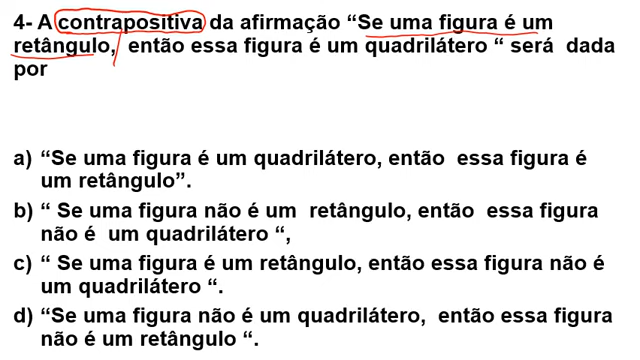 4- A contrapositiva da afirmação “Se uma figura é um
retângulo, então essa figura é um quadrilátero “ será dada
por
a) “Se uma figura é um quadrilátero, então essa figura é
um retângulo”.
b) “ Se uma figura não é um retângulo, então essa figura
não é um quadrilátero “,
c) “ Se uma figura é um retângulo, então essa figura não é
um quadrilátero “.
d) “Se uma figura não é um quadrilátero, então essa figura
não é um retângulo “.